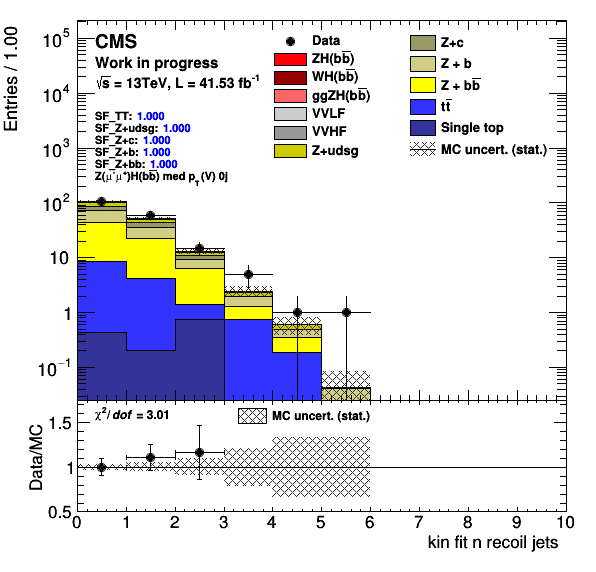 Entries / 1.00
10⁵
10⁴
10³
10²
10
1
10⁻¹
CMS
Work in progress
√s = 13TeV, L = 41.53 fb⁻¹
SF_TT: 1.000
SF_Z+udsg: 1.000
SF_Z+c: 1.000
SF_Z+b: 1.000
SF_Z+bb: 1.000
Z(μ⁻μ⁺)H(bb̅) med p_T(V) 0j
Data
ZH(bb̅)
WH(bb̅)
ggZH(bb̅)
VVLF
VVHF
Z+udsg
Z+c
Z + b
Z + bb̅
tt̅
Single top
MC uncert. (stat.)
Data/MC
1.5
1
0.5
χ²/dof = 3.01
MC uncert. (stat.)
0 1 2 3 4 5 6 7 8 9 10
kin fit n recoil jets